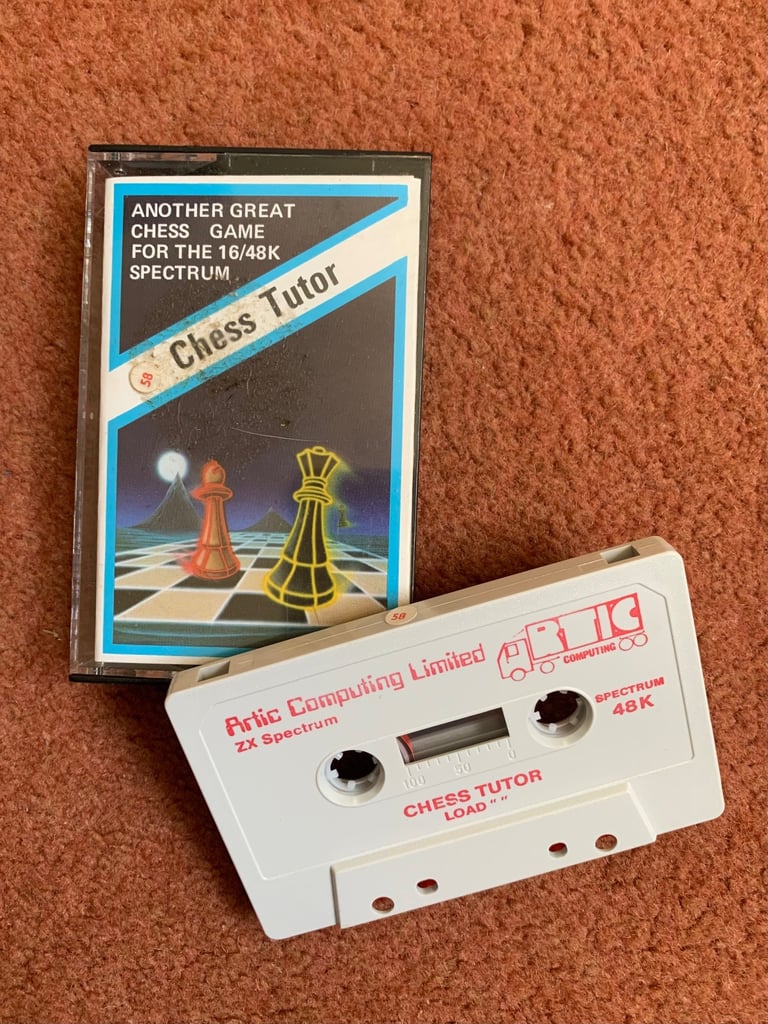 ANOTHER GREAT
CHESS GAME
FOR THE 16/48K
SPECTRUM
58 Chess Tutor
58
Artic Computing Limited
ZX Spectrum
ARTIC
COMPUTING
SPECTRUM
48K
100 50 0
CHESS TUTOR
LOAD “ ”